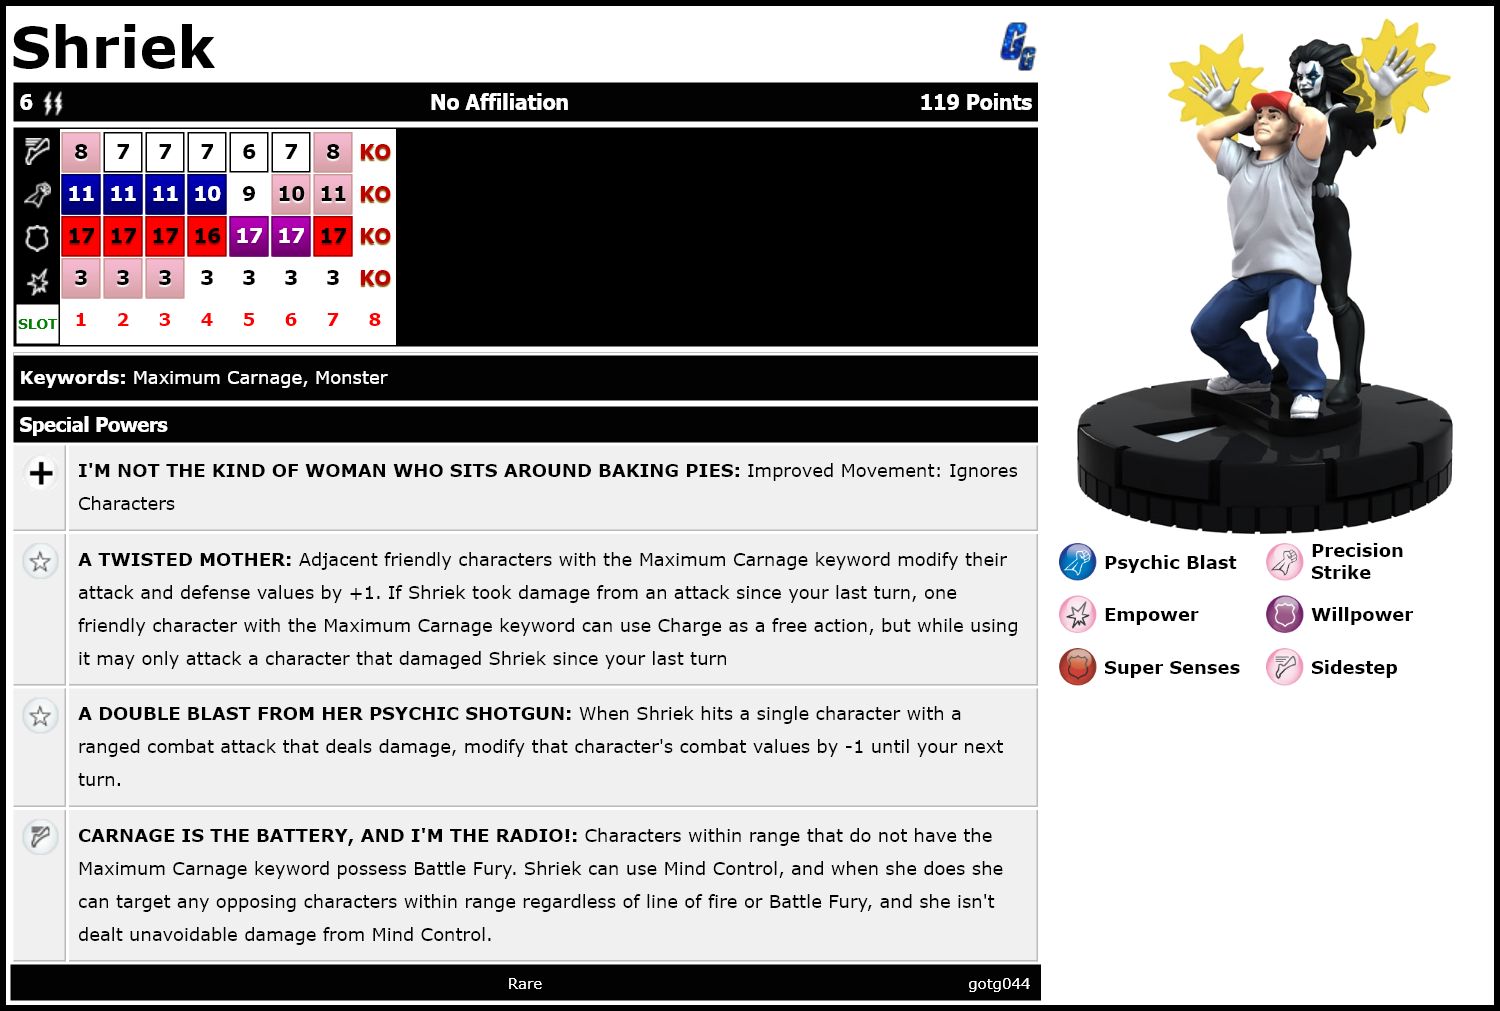 Shriek
GG
6 No Affiliation 119 Points
8 7 7 7 6 7 8 KO
11 11 11 10 9 10 11 KO
17 17 17 16 17 17 17 KO
3 3 3 3 3 3 3 KO
SLOT 1 2 3 4 5 6 7 8
Keywords: Maximum Carnage, Monster
Special Powers
I'M NOT THE KIND OF WOMAN WHO SITS AROUND BAKING PIES: Improved Movement: Ignores
Characters
A TWISTED MOTHER: Adjacent friendly characters with the Maximum Carnage keyword modify their
attack and defense values by +1. If Shriek took damage from an attack since your last turn, one
friendly character with the Maximum Carnage keyword can use Charge as a free action, but while using
it may only attack a character that damaged Shriek since your last turn
A DOUBLE BLAST FROM HER PSYCHIC SHOTGUN: When Shriek hits a single character with a
ranged combat attack that deals damage, modify that character's combat values by -1 until your next
turn.
CARNAGE IS THE BATTERY, AND I'M THE RADIO!: Characters within range that do not have the
Maximum Carnage keyword possess Battle Fury. Shriek can use Mind Control, and when she does she
can target any opposing characters within range regardless of line of fire or Battle Fury, and she isn't
dealt unavoidable damage from Mind Control.
Rare gotg044
Psychic Blast
Precision
Strike
Empower
Willpower
Super Senses
Sidestep